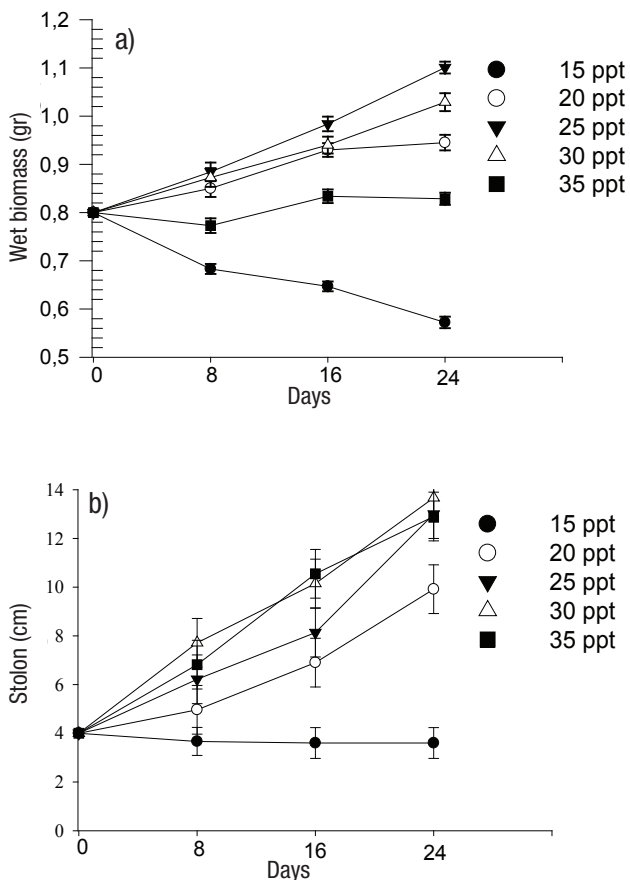 a)
Wet biomass (gr)
1,2
1,1
1,0
0,9
0,8
0,7
0,6
0,5
0 8 16 24
Days
15 ppt
20 ppt
25 ppt
30 ppt
35 ppt
b)
Stolon (cm)
14
12
10
8
6
4
2
0
0 8 16 24
Days
15 ppt
20 ppt
25 ppt
30 ppt
35 ppt